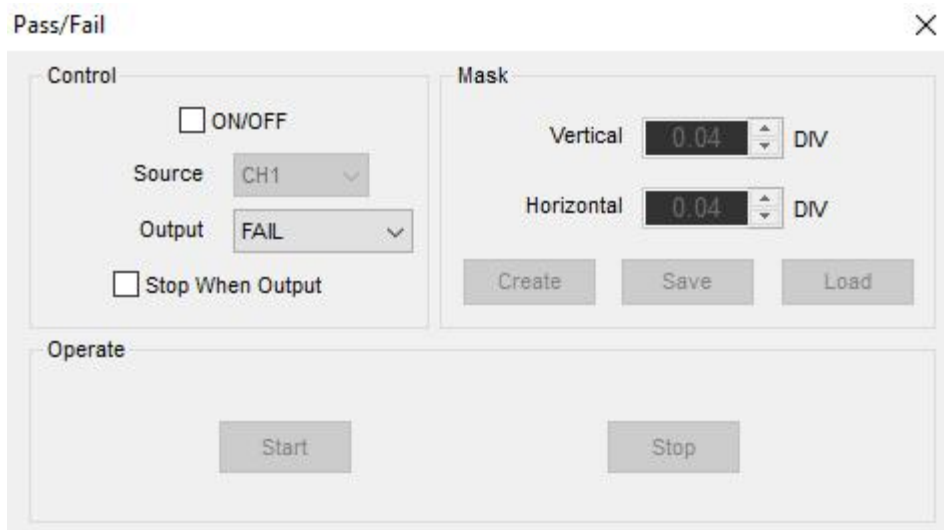 Pass/Fail
Control
ON/OFF
Source CH1
Output FAIL
Stop When Output
Mask
Vertical 0.04 DIV
Horizontal 0.04 DIV
Create Save Load
Operate
Start Stop